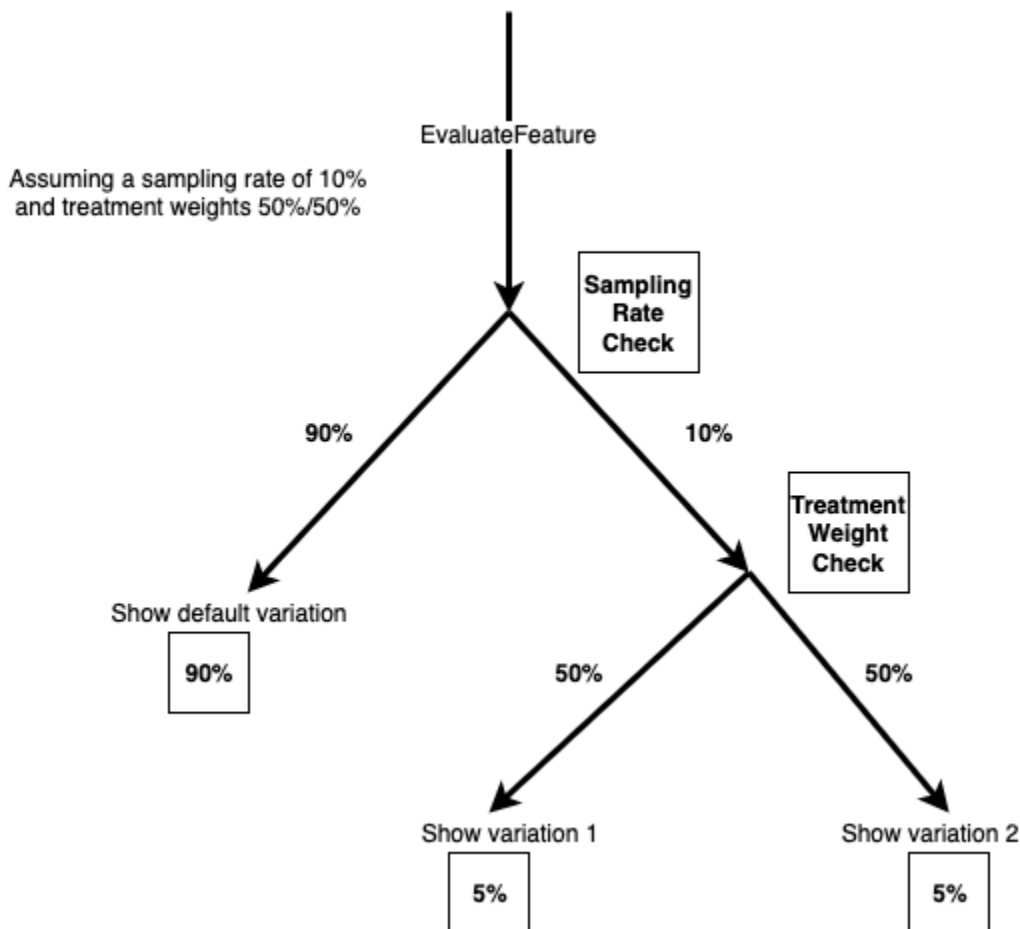 EvaluateFeature
Assuming a sampling rate of 10%
and treatment weights 50%/50%
Sampling
Rate
Check
90%
10%
Treatment
Weight
Check
Show default variation
90%
50%
50%
Show variation 1
Show variation 2
5%
5%